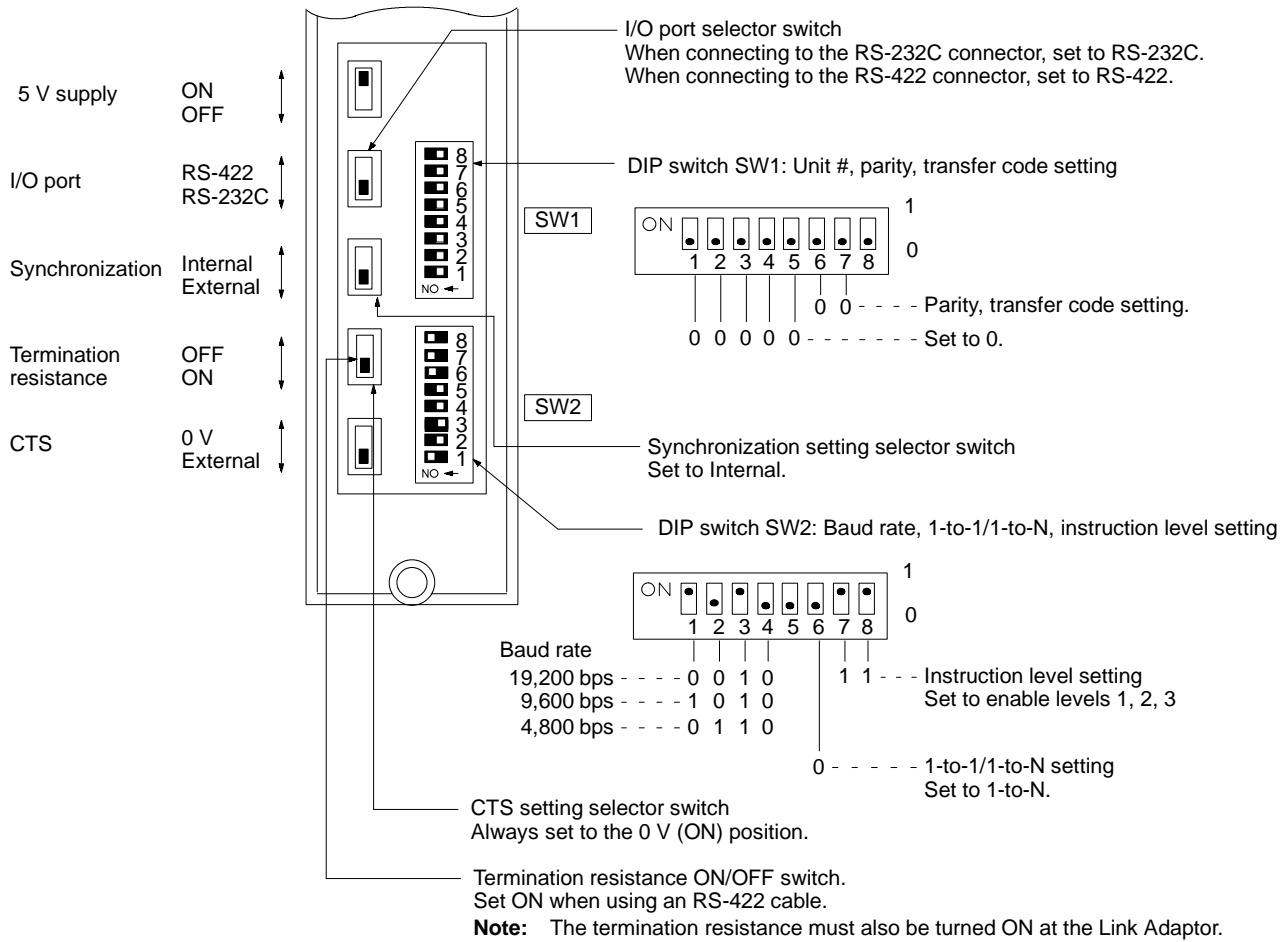 I/O port selector switch
When connecting to the RS-232C connector, set to RS-232C.
When connecting to the RS-422 connector, set to RS-422.
5 V supply
ON
OFF
I/O port
RS-422
RS-232C
Synchronization
Internal
External
Termination
resistance
OFF
ON
CTS
0 V
External
8
7
6
5
4
3
2
1
NO
SW1
8
7
6
5
4
3
2
1
NO
SW2
DIP switch SW1: Unit #, parity, transfer code setting
ON
1
0
1 2 3 4 5 6 7 8
0 0 - - - - Parity, transfer code setting.
0 0 0 0 0 - - - - - - - Set to 0.
Synchronization setting selector switch
Set to Internal.
DIP switch SW2: Baud rate, 1-to-1/1-to-N, instruction level setting
ON
1
0
1 2 3 4 5 6 7 8
Baud rate
19,200 bps - - - - 0 0 1 0
9,600 bps - - - - 1 0 1 0
4,800 bps - - - - 0 1 1 0
1 1 - - - Instruction level setting
Set to enable levels 1, 2, 3
0 - - - - - 1-to-1/1-to-N setting
Set to 1-to-N.
CTS setting selector switch
Always set to the 0 V (ON) position.
Termination resistance ON/OFF switch.
Set ON when using an RS-422 cable.
Note: The termination resistance must also be turned ON at the Link Adaptor.